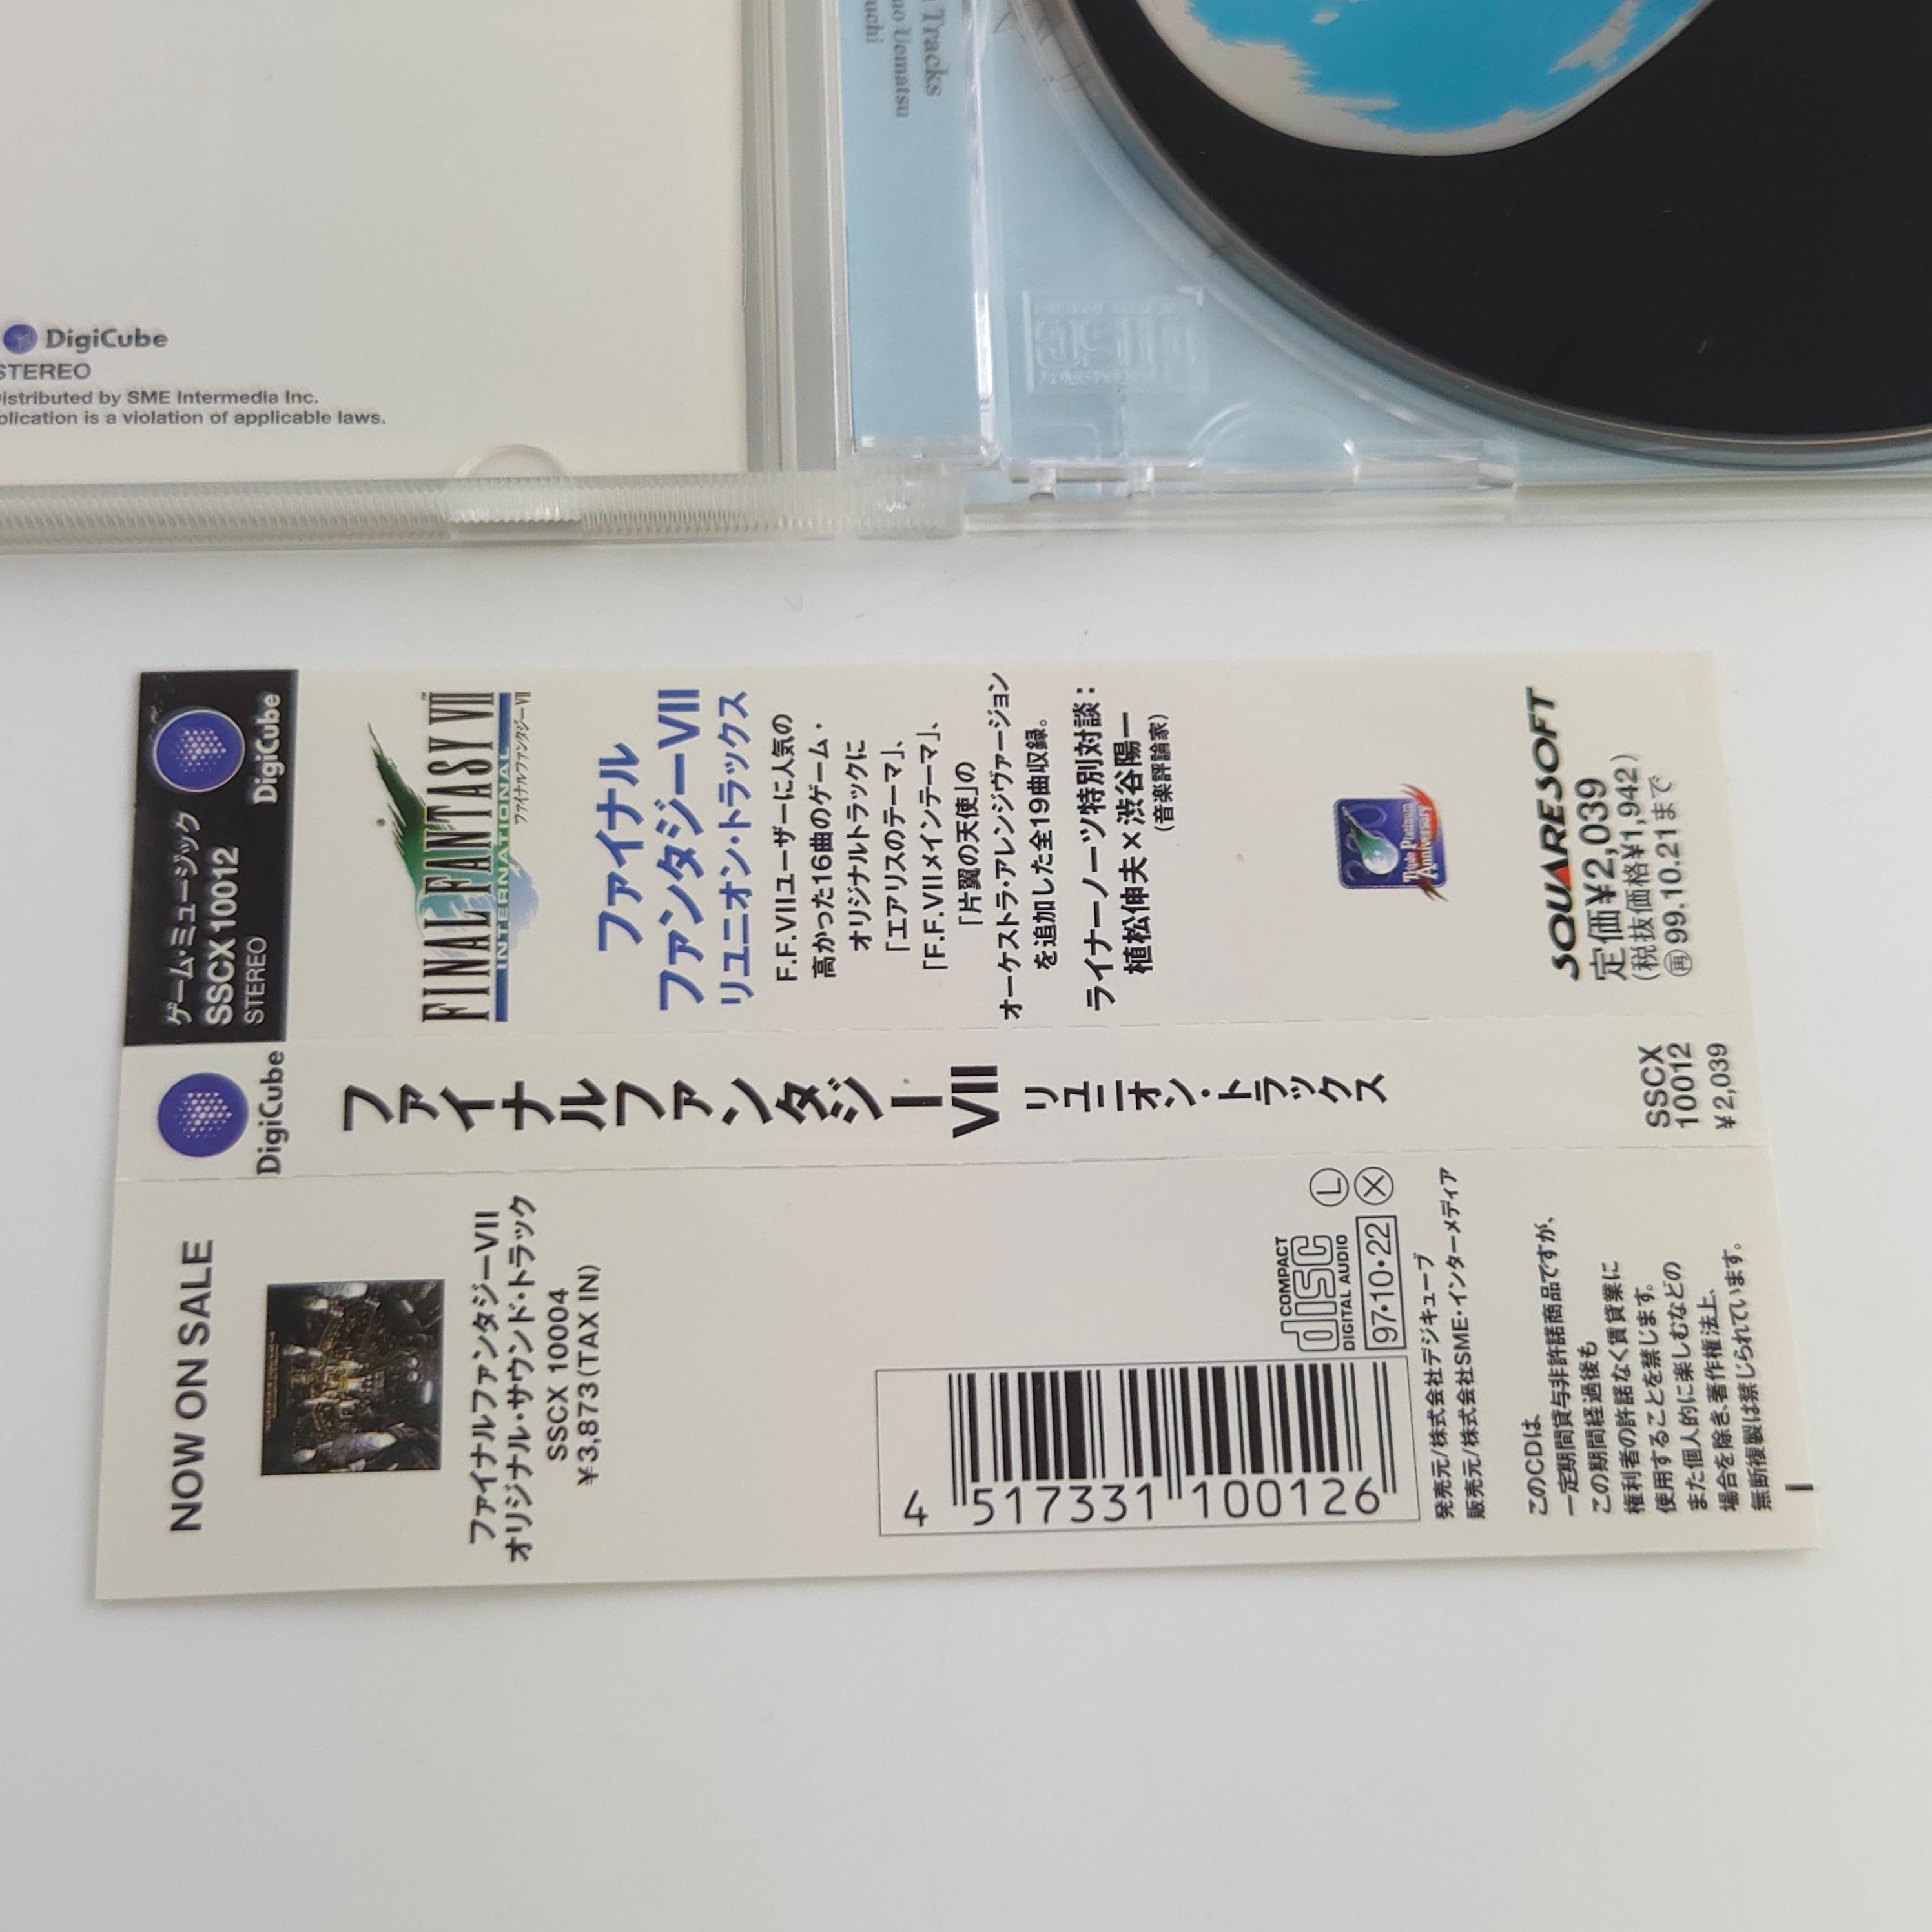 DigiCube
STEREO
Distributed by SME Intermedia Inc.
is a violation of applicable laws.
Tracks
Uematsu
ゲーム・ミュージック
SSCX 10012
STEREO
DigiCube
FINAL FANTASY VII™
INTERNATIONAL
ファイナルファンタジーVII
ファイナル
ファンタジーVII
リユニオン・トラックス
F.F.VIIユーザーに人気の
高かった16曲のゲーム・
オリジナルトラックに
「エアリスのテーマ」、
「F.F.VIIメインテーマ」、
「片翼の天使」の
オーケストラ・アレンジヴァージョン
を追加した全19曲収録。
ライナーノーツ特別対談：
植松伸夫×渋谷陽一
(音楽評論家)
Triple Platinum
Anniversary
SQUARESOFT
定価¥2,039
(税抜価格¥1,942)
再99.10.21まで
DigiCube
ファイナルファンタジーVII リユニオン・トラックス
SSCX
10012
¥2,039
NOW ON SALE
ファイナルファンタジーVII
オリジナル・サウンド・トラック
SSCX 10004
¥3,873(TAX IN)
4 517331 100126
COMPACT
disc
DIGITAL AUDIO
L
97・10・22
X
発売元/株式会社デジキューブ
販売元/株式会社SME・インターメディア
このCDは、
一定期間貸与非許諾商品ですが、
この期間経過後も
権利者の許諾なく賃貸業に
使用することを禁じます。
また個人的に楽しむなどの
場合を除き、著作権法上、
無断複製は禁じられています。